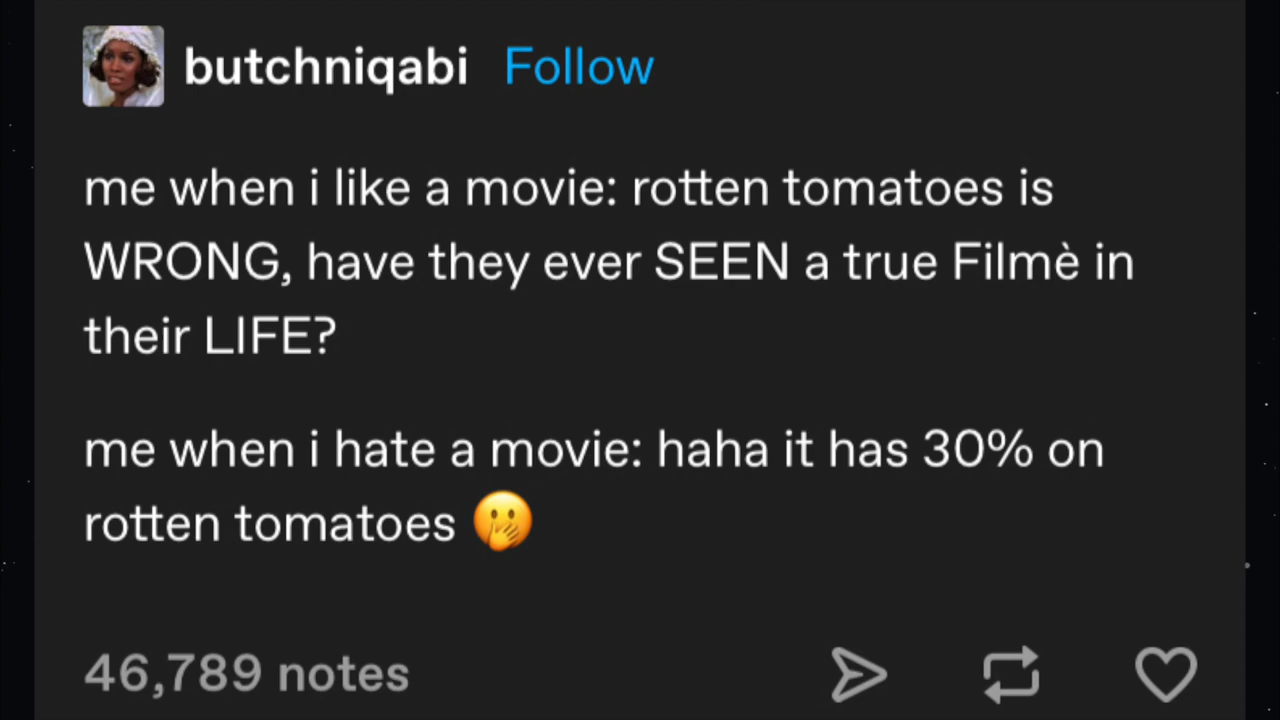 butchniqabi Follow
me when i like a movie: rotten tomatoes is
WRONG, have they ever SEEN a true Filmè in
their LIFE?
me when i hate a movie: haha it has 30% on
rotten tomatoes 🫢
46,789 notes